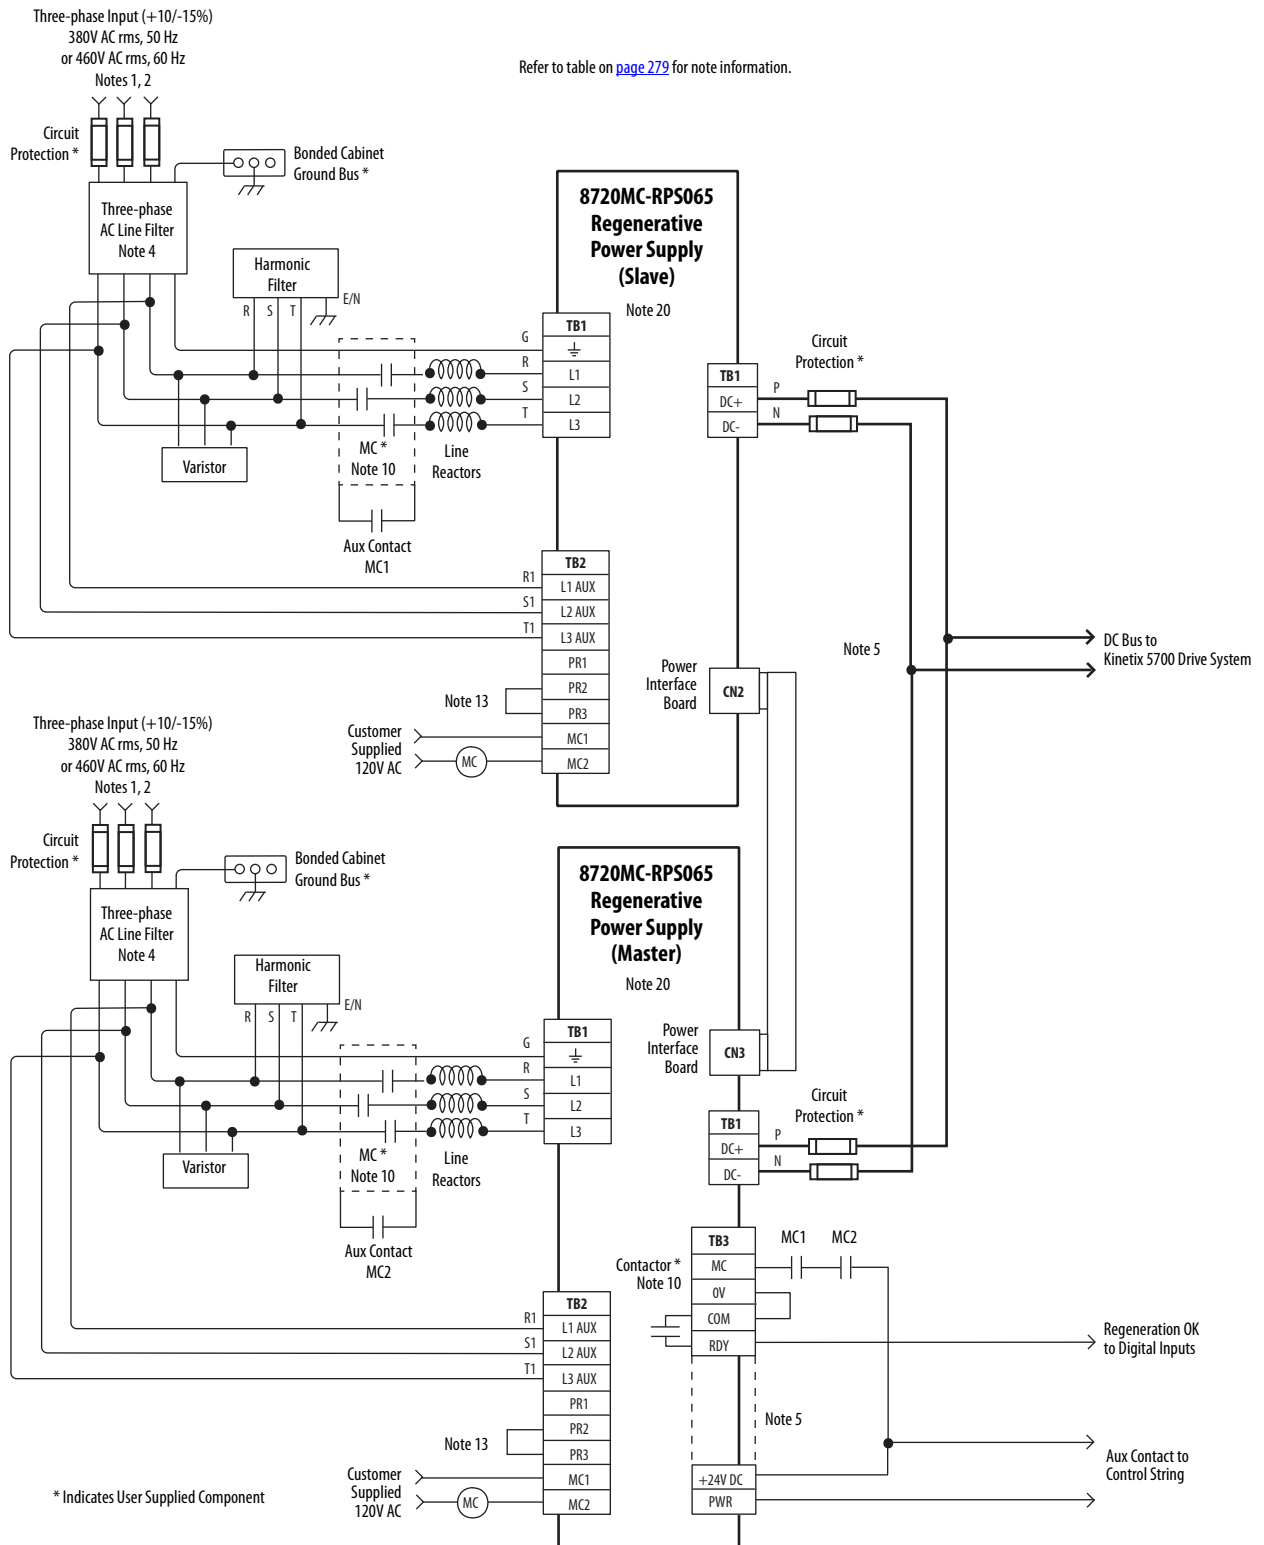 Three-phase Input (+10/-15%)
380V AC rms, 50 Hz
or 460V AC rms, 60 Hz
Notes 1, 2
Refer to table on page 279 for note information.
Circuit
Protection *
Bonded Cabinet
Ground Bus *
Three-phase
AC Line Filter
Note 4
Harmonic
Filter
R S T
E/N
8720MC-RPS065
Regenerative
Power Supply
(Slave)
Note 20
TB1
G
R
L1
S
L2
T
L3
MC *
Note 10
Line
Reactors
Varistor
Aux Contact
MC1
Circuit
Protection *
TB1
DC+
P
DC-
N
TB2
R1
L1 AUX
S1
L2 AUX
T1
L3 AUX
PR1
PR2
PR3
MC1
MC2
Note 13
Customer
Supplied
120V AC
MC
Power
Interface
Board
CN2
Note 5
DC Bus to
Kinetix 5700 Drive System
Three-phase Input (+10/-15%)
380V AC rms, 50 Hz
or 460V AC rms, 60 Hz
Notes 1, 2
Circuit
Protection *
Bonded Cabinet
Ground Bus *
Three-phase
AC Line Filter
Note 4
Harmonic
Filter
R S T
E/N
8720MC-RPS065
Regenerative
Power Supply
(Master)
Note 20
TB1
G
R
L1
S
L2
T
L3
MC *
Note 10
Line
Reactors
Varistor
Aux Contact
MC2
Power
Interface
Board
CN3
Circuit
Protection *
TB1
DC+
P
DC-
N
TB3
MC
0V
COM
RDY
MC1 MC2
Contactor *
Note 10
Regeneration OK
to Digital Inputs
Note 5
+24V DC
PWR
Aux Contact to
Control String
TB2
R1
L1 AUX
S1
L2 AUX
T1
L3 AUX
PR1
PR2
PR3
MC1
MC2
Note 13
Customer
Supplied
120V AC
MC
* Indicates User Supplied Component